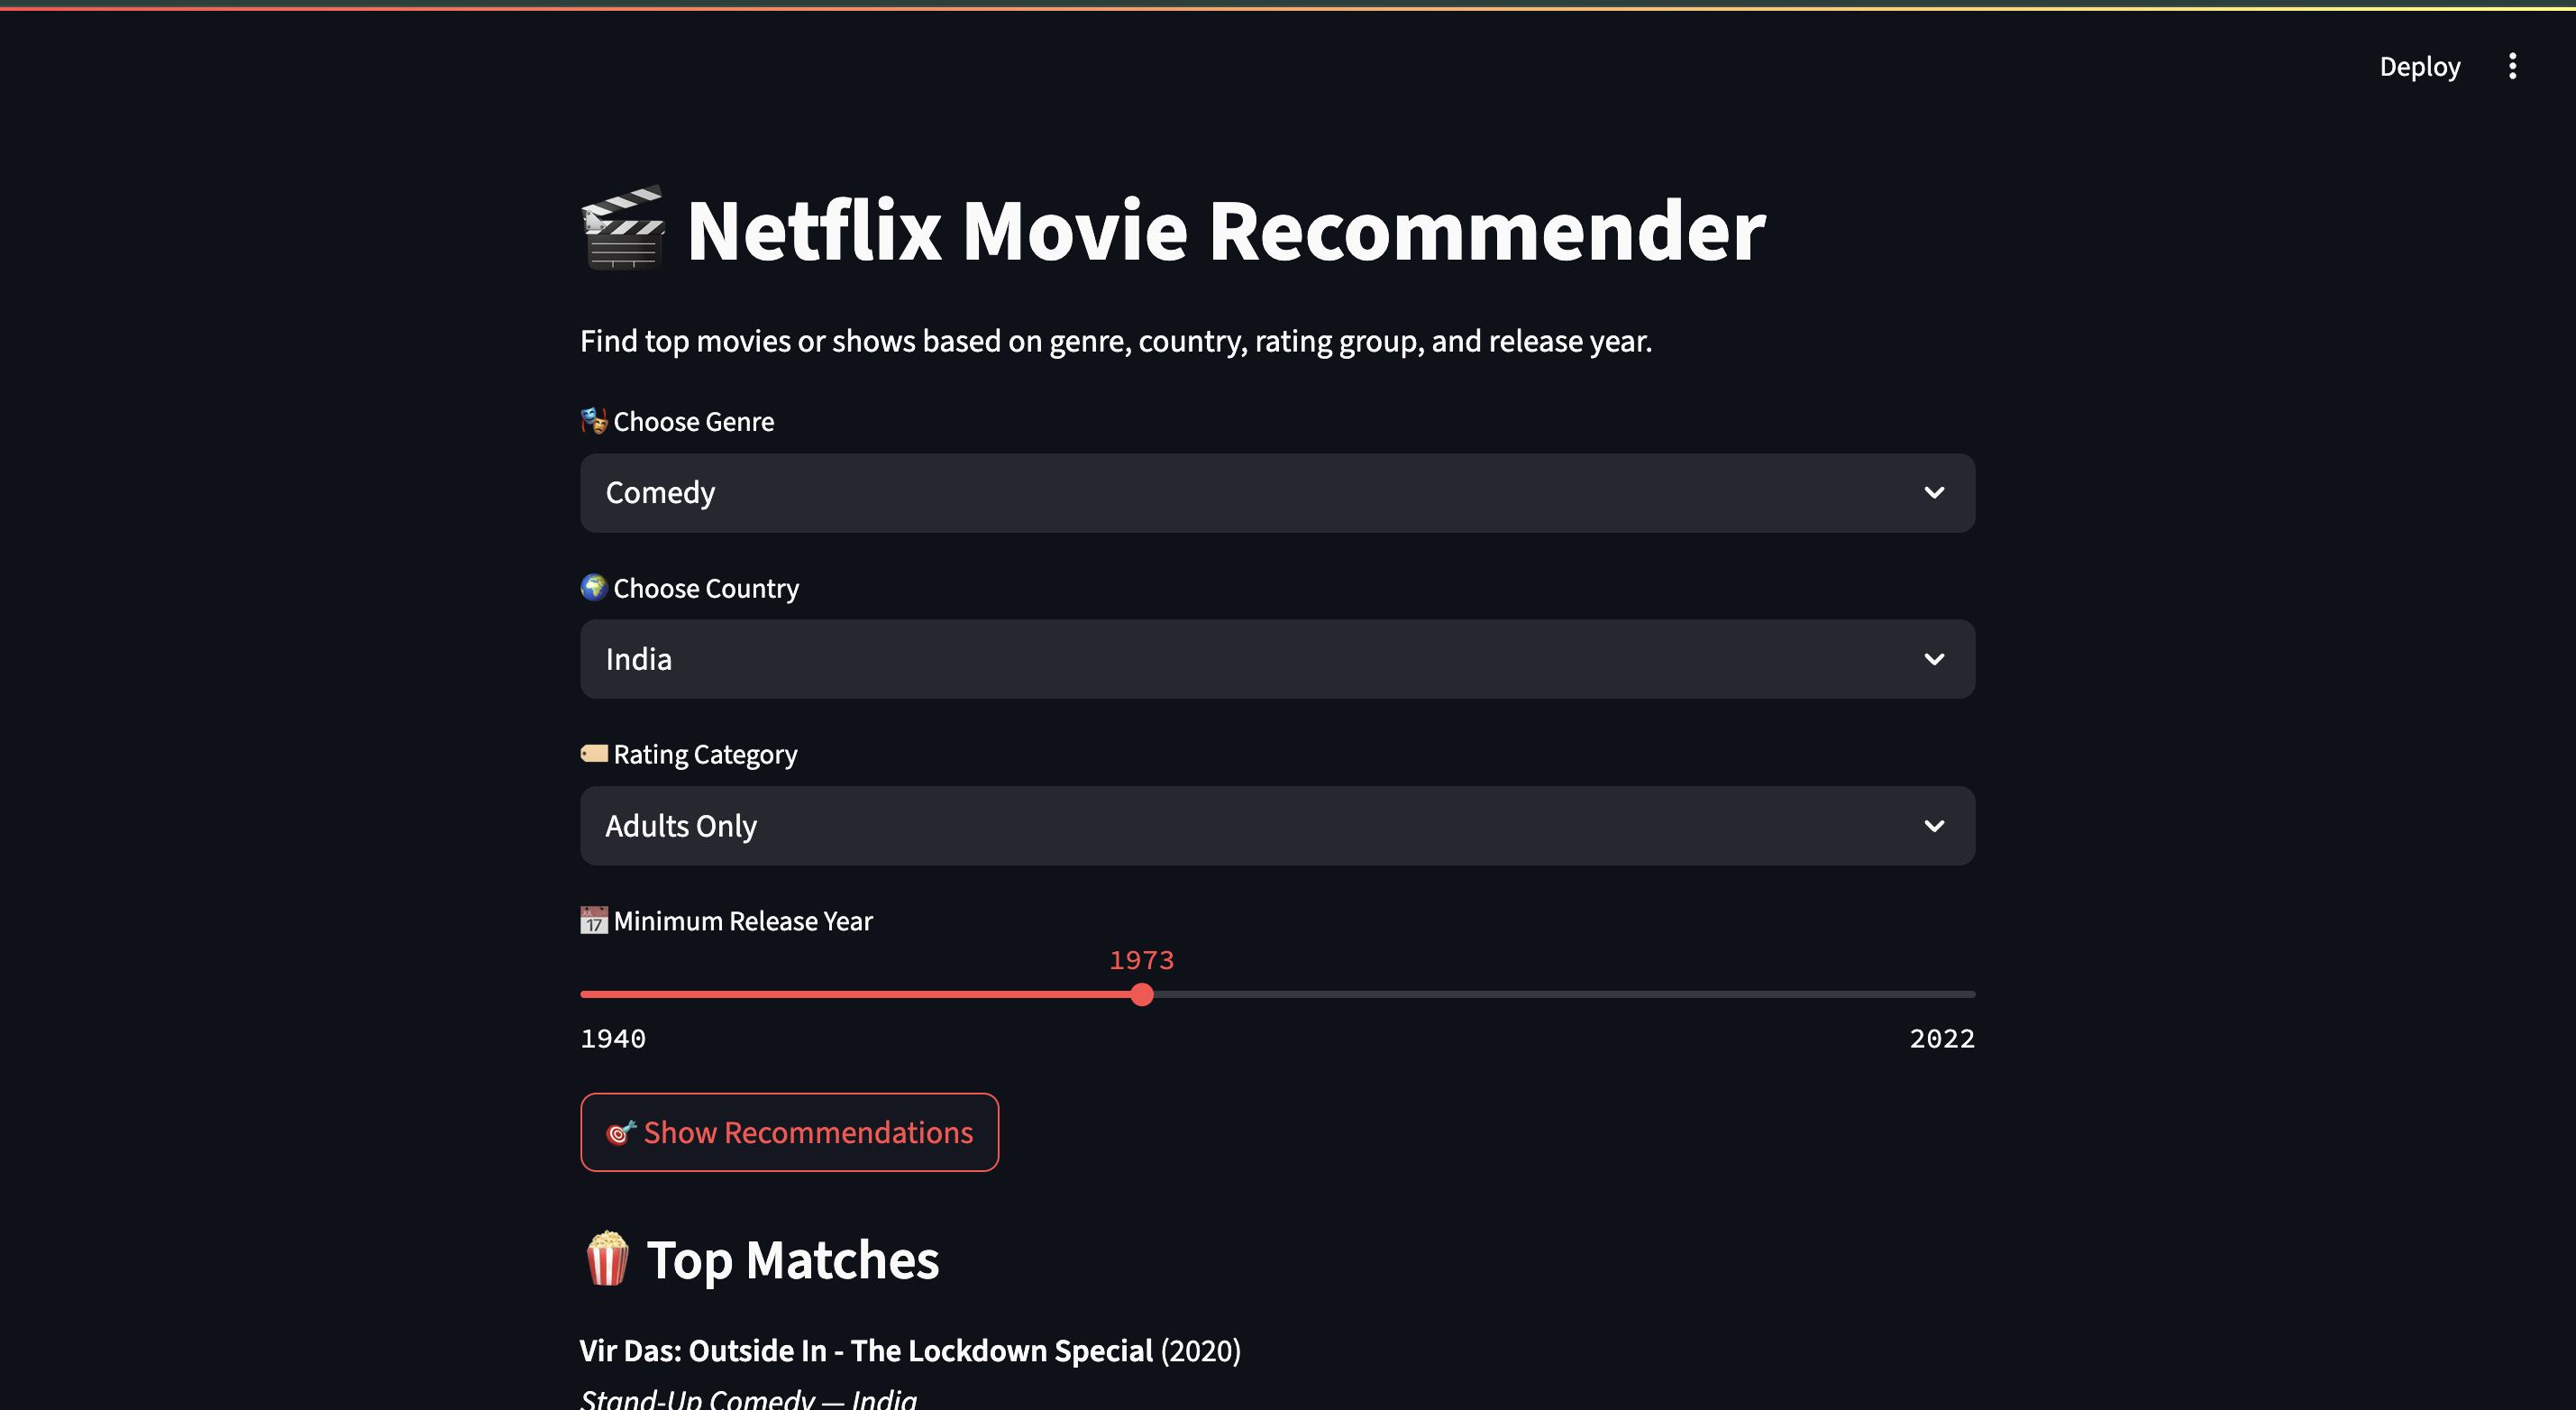 Deploy
Netflix Movie Recommender
Find top movies or shows based on genre, country, rating group, and release year.
Choose Genre
Comedy
Choose Country
India
Rating Category
Adults Only
17 Minimum Release Year
1973
1940
2022
Show Recommendations
Top Matches
Vir Das: Outside In - The Lockdown Special (2020)
Stand-Up Comedy — India